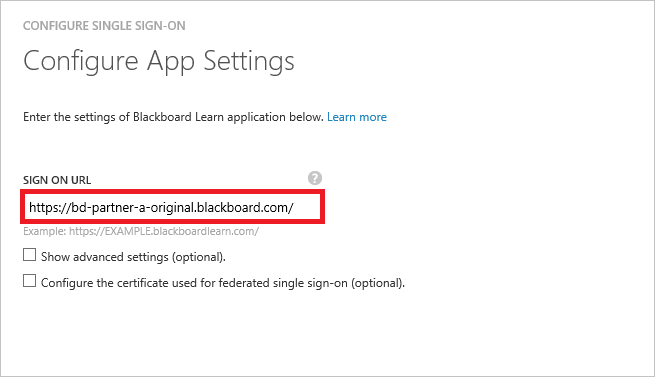 CONFIGURE SINGLE SIGN-ON
Configure App Settings
Enter the settings of Blackboard Learn application below. Learn more
SIGN ON URL ?
https://bd-partner-a-original.blackboard.com/
Example: https://EXAMPLE.blackboardlearn.com/
Show advanced settings (optional).
Configure the certificate used for federated single sign-on (optional).